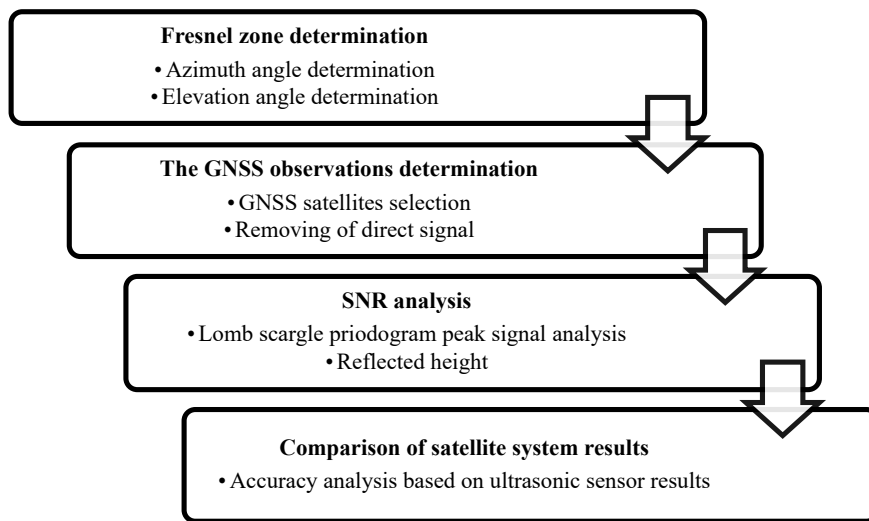 Fresnel zone determination
• Azimuth angle determination
• Elevation angle determination
The GNSS observations determination
• GNSS satellites selection
• Removing of direct signal
SNR analysis
• Lomb scargle priodogram peak signal analysis
• Reflected height
Comparison of satellite system results
• Accuracy analysis based on ultrasonic sensor results